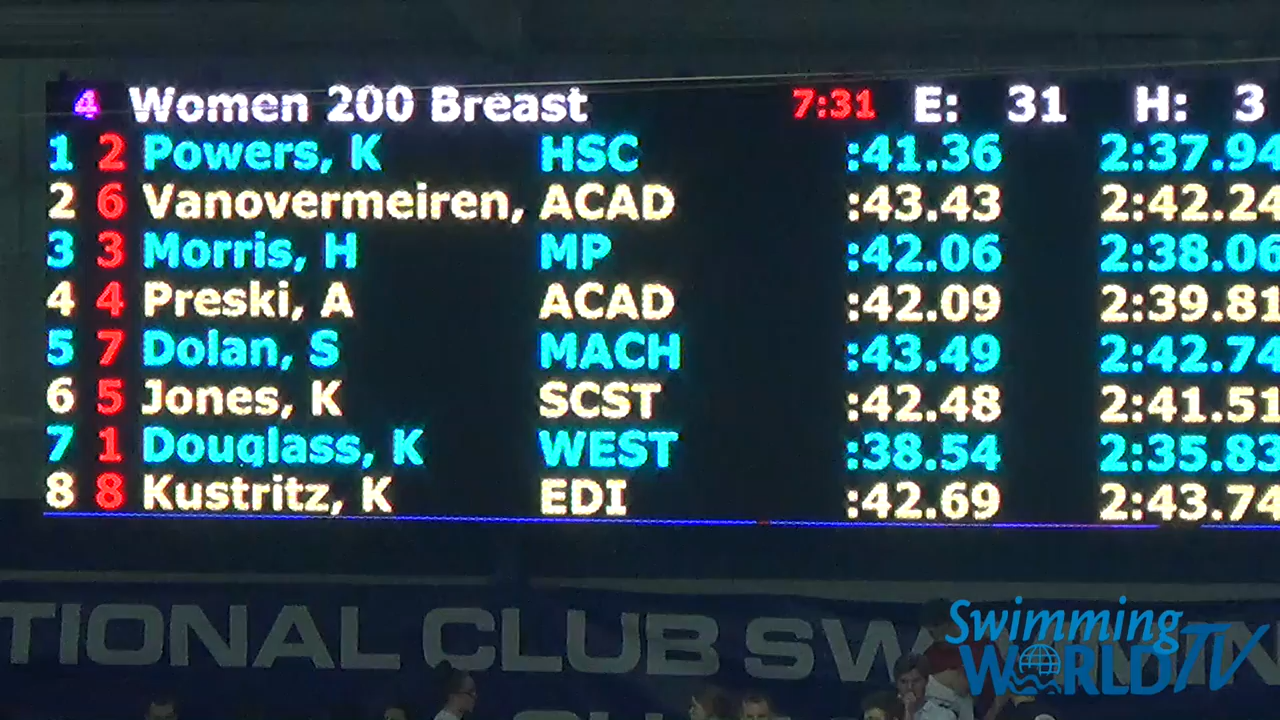 4 Women 200 Breast 7:31 E: 31 H: 3
1 2 Powers, K HSC :41.36 2:37.94
2 6 Vanovermeiren, ACAD :43.43 2:42.24
3 3 Morris, H MP :42.06 2:38.06
4 4 Preski, A ACAD :42.09 2:39.81
5 7 Dolan, S MACH :43.49 2:42.74
6 5 Jones, K SCST :42.48 2:41.51
7 1 Douglass, K WEST :38.54 2:35.83
8 8 Kustritz, K EDI :42.69 2:43.74
TIONAL CLUB SW
Swimming
WORLD TV